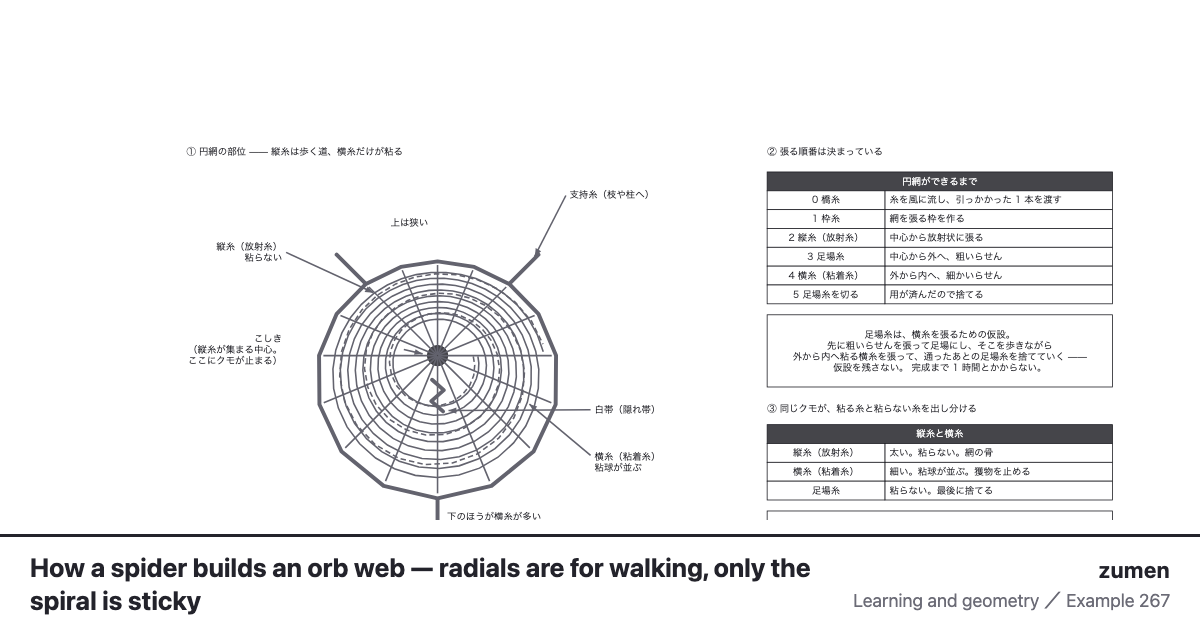 ① 円網の部位 —— 縦糸は歩く道、横糸だけが粘る
支持糸（枝や柱へ）
上は狭い
縦糸（放射糸）
粘らない
こしき
（縦糸が集まる中心。
ここにクモが止まる）
白帯（隠れ帯）
横糸（粘着糸）
粘球が並ぶ
下のほうが横糸が多い
② 張る順番は決まっている
円網ができるまで
0 橋糸 糸を風に流し、引っかかった 1 本を渡す
1 枠糸 網を張る枠を作る
2 縦糸（放射糸） 中心から放射状に張る
3 足場糸 中心から外へ、粗いらせん
4 横糸（粘着糸） 外から内へ、細かいらせん
5 足場糸を切る 用が済んだので捨てる
足場糸は、横糸を張るための仮設。
先に粗いらせんを張って足場にし、そこを歩きながら
外から内へ粘る横糸を張って、通ったあとの足場糸を捨てていく ——
仮設を残さない。 完成まで 1 時間とかからない。
③ 同じクモが、粘る糸と粘らない糸を出し分ける
縦糸と横糸
縦糸（放射糸） 太い。粘らない。網の骨
横糸（粘着糸） 細い。粘球が並ぶ。獲物を止める
足場糸 粘らない。最後に捨てる
How a spider builds an orb web — radials are for walking, only the
spiral is sticky
zumen
Learning and geometry ／ Example 267